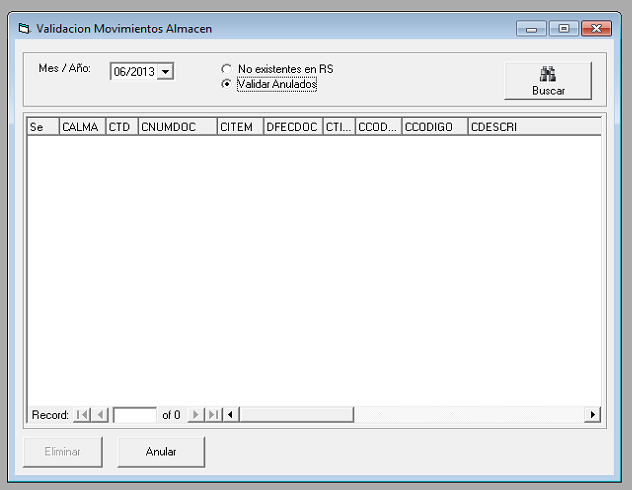 Validacion Movimientos Almacen
Mes / Año: 06/2013
No existentes en RS
Validar Anulados
Buscar
Se CALMA CTD CNUMDOC CITEM DFECDOC CTI... CCOD... CCODIGO CDESCRI
Record: of 0
Eliminar Anular